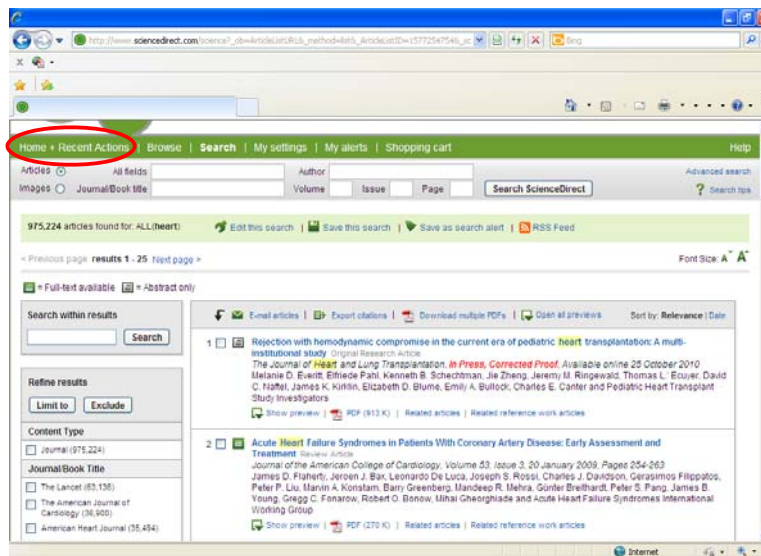 http://www.sciencedirect.com/science?_ob=ArticleListURL&_method=list&_ArticleListID=1577254754&_sc
Bing
Home + Recent Actions | Browse | Search | My settings | My alerts | Shopping cart
Help
Articles All fields Author Advanced search
Images Journal/Book title Volume Issue Page Search ScienceDirect ? Search tips
975,224 articles found for: ALL(heart) Edit this search | Save this search | Save as search alert | RSS Feed
< Previous page results 1 - 25 Next page > Font Size: A- A+
= Full-text available = Abstract only
Search within results
Search
E-mail articles | Export citations | Download multiple PDFs | Open all previews Sort by: Relevance | Date
1 Rejection with hemodynamic compromise in the current era of pediatric heart transplantation: A multi-
institutional study Original Research Article
The Journal of Heart and Lung Transplantation, In Press, Corrected Proof, Available online 25 October 2010
Melanie D. Everitt, Elfriede Pahl, Kenneth B. Schechtman, Jie Zheng, Jeremy M. Ringewald, Thomas L. Ecuyer, David
C. Naftel, James K. Kirklin, Elizabeth D. Blume, Emily A. Bullock, Charles E. Canter and Pediatric Heart Transplant
Study Investigators
Show preview | PDF (913 K) | Related articles | Related reference work articles
Refine results
Limit to Exclude
Content Type
Journal (975,224)
Journal/Book Title
The Lancet (63,136)
The American Journal of
Cardiology (36,900)
American Heart Journal (35,484)
2 Acute Heart Failure Syndromes in Patients With Coronary Artery Disease: Early Assessment and
Treatment Review Article
Journal of the American College of Cardiology, Volume 53, Issue 3, 20 January 2009, Pages 254-263
James D. Flaherty, Jeroen J. Bax, Leonardo De Luca, Joseph S. Rossi, Charles J. Davidson, Gerasimos Filippatos,
Peter P. Liu, Marvin A. Konstam, Barry Greenberg, Mandeep R. Mehra, Günter Breithardt, Peter S. Pang, James B.
Young, Gregg C. Fonarow, Robert O. Bonow, Mihai Gheorghiade and Acute Heart Failure Syndromes International
Working Group
Show preview | PDF (270 K) | Related articles | Related reference work articles
Internet